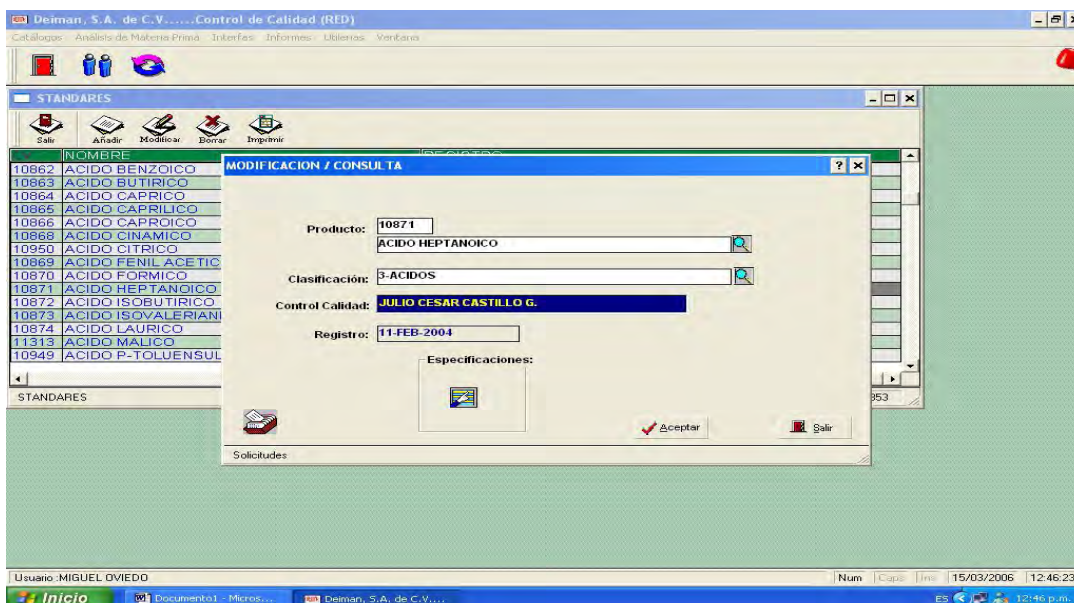 Deiman, S.A. de C.V......Control de Calidad (RED)
Catálogos Analisis de Materia Prima Interfas Informes Utilerias Ventana
STANDARES
Salir Añadir Modificar Borrar Imprimir
NOMBRE REGISTRO
10862 ACIDO BENZOICO
10863 ACIDO BUTIRICO
10864 ACIDO CAPRICO
10865 ACIDO CAPRILICO
10866 ACIDO CAPROICO
10868 ACIDO CINAMICO
10950 ACIDO CITRICO
10869 ACIDO FENIL ACETIC
10870 ACIDO FORMICO
10871 ACIDO HEPTANOICO
10872 ACIDO ISOBUTIRICO
10873 ACIDO ISOVALERIANI
10874 ACIDO LAURICO
11313 ACIDO MALICO
10949 ACIDO P-TOLUENSUL
STANDARES 353
MODIFICACION / CONSULTA
Producto: 10871
ACIDO HEPTANOICO
Clasificación: 3-ACIDOS
Control Calidad: JULIO CESAR CASTILLO G.
Registro: 11-FEB-2004
Especificaciones:
Aceptar Salir
Solicitudes
Usuario :MIGUEL OVIEDO Num Caps Ins 15/03/2006 12:46:23
Inicio Documento1 - Micros... Deiman, S.A. de C.V.... ES 12:46 p.m.